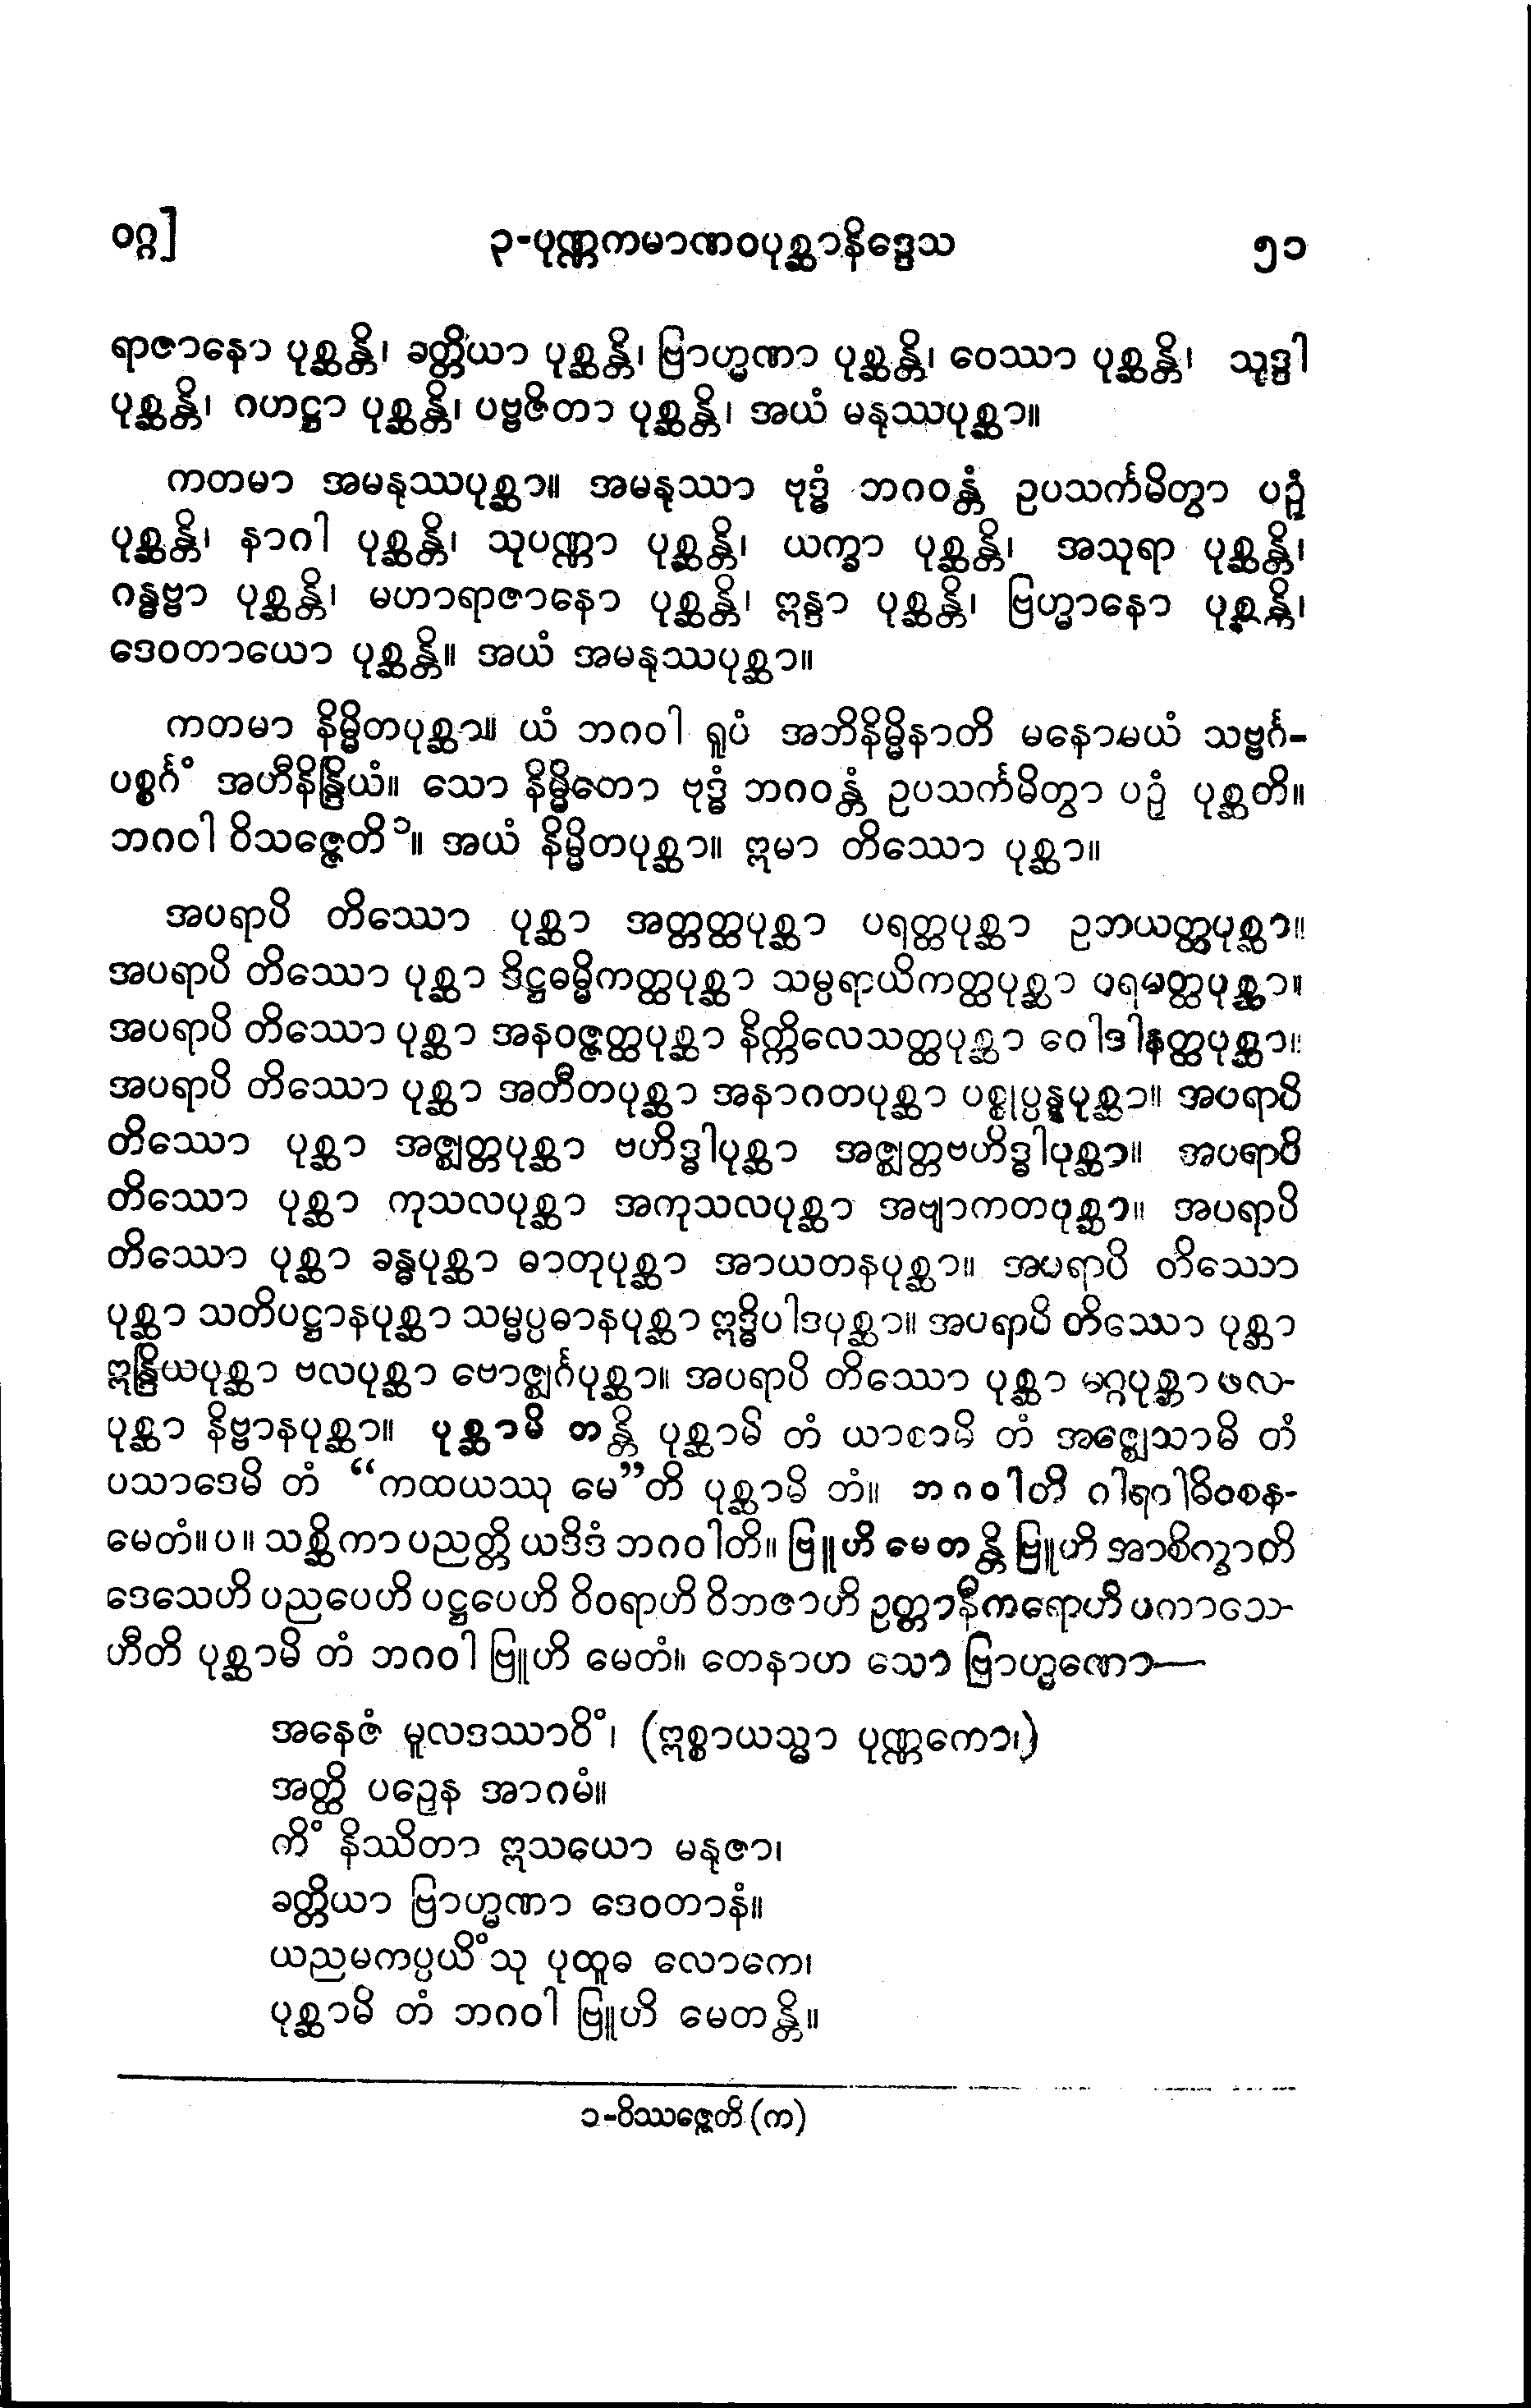 ဝဂ္ဂ] ၃-ပုဏ္ဏကမာဏဝပုစ္ဆာနိဒ္ဒေသ ၅၁
ရာဇာနော ပုစ္ဆန္တိ၊ ခတ္တိယာ ပုစ္ဆန္တိ၊ ဗြာဟ္မဏာ ပုစ္ဆန္တိ၊ ဝေဿာ ပုစ္ဆန္တိ၊ သုဒ္ဒါ
ပုစ္ဆန္တိ၊ ဂဟဋ္ဌာ ပုစ္ဆန္တိ၊ ပဗ္ဗဇိတာ ပုစ္ဆန္တိ၊ အယံ မနုဿပုစ္ဆာ။
ကတမာ အမနုဿပုစ္ဆာ။ အမနုဿာ ဗုဒ္ဓံ ဘဂဝန္တံ ဥပသင်္ကမိတွာ ပဉှံ
ပုစ္ဆန္တိ၊ နာဂါ ပုစ္ဆန္တိ၊ သုပဏ္ဏာ ပုစ္ဆန္တိ၊ ယက္ခာ ပုစ္ဆန္တိ၊ အသုရာ ပုစ္ဆန္တိ၊
ဂန္ဓဗ္ဗာ ပုစ္ဆန္တိ၊ မဟာရာဇာနော ပုစ္ဆန္တိ၊ ဣန္ဒာ ပုစ္ဆန္တိ၊ ဗြဟ္မာနော ပုစ္ဆန္တိ၊
ဒေဝတာယော ပုစ္ဆန္တိ။ အယံ အမနုဿပုစ္ဆာ။
ကတမာ နိမ္မိတပုစ္ဆာ။ ယံ ဘဂဝါ ရူပံ အဘိနိမ္မိနာတိ မနောမယံ သဗ္ဗင်္ဂ-
ပစ္စင်္ဂံ အဟီနိန္ဒြိယံ။ သော နိမ္မိတော ဗုဒ္ဓံ ဘဂဝန္တံ ဥပသင်္ကမိတွာ ပဉှံ ပုစ္ဆတိ။
ဘဂဝါ ဝိသဇ္ဇေတိ၁။ အယံ နိမ္မိတပုစ္ဆာ။ ဣမာ တိဿော ပုစ္ဆာ။
အပရာပိ တိဿော ပုစ္ဆာ အတ္တတ္ထပုစ္ဆာ ပရတ္ထပုစ္ဆာ ဥဘယတ္ထပုစ္ဆာ။
အပရာပိ တိဿော ပုစ္ဆာ ဒိဋ္ဌဓမ္မိကတ္ထပုစ္ဆာ သမ္ပရာယိကတ္ထပုစ္ဆာ ပရမတ္ထပုစ္ဆာ။
အပရာပိ တိဿော ပုစ္ဆာ အနဝဇ္ဇတ္ထပုစ္ဆာ နိက္ကိလေသတ္ထပုစ္ဆာ ဝေါဒါနတ္ထပုစ္ဆာ။
အပရာပိ တိဿော ပုစ္ဆာ အတီတပုစ္ဆာ အနာဂတပုစ္ဆာ ပစ္စုပ္ပန္နပုစ္ဆာ။ အပရာပိ
တိဿော ပုစ္ဆာ အဇ္ဈတ္တပုစ္ဆာ ဗဟိဒ္ဓါပုစ္ဆာ အဇ္ဈတ္တဗဟိဒ္ဓါပုစ္ဆာ။ အပရာပိ
တိဿော ပုစ္ဆာ ကုသလပုစ္ဆာ အကုသလပုစ္ဆာ အဗျာကတပုစ္ဆာ။ အပရာပိ
တိဿော ပုစ္ဆာ ခန္ဓပုစ္ဆာ ဓာတုပုစ္ဆာ အာယတနပုစ္ဆာ။ အပရာပိ တိဿော
ပုစ္ဆာ သတိပဋ္ဌာနပုစ္ဆာ သမ္မပ္ပဓာနပုစ္ဆာ ဣဒ္ဓိပါဒပုစ္ဆာ။ အပရာပိ တိဿော ပုစ္ဆာ
ဣန္ဒြိယပုစ္ဆာ ဗလပုစ္ဆာ ဗောဇ္ဈင်္ဂပုစ္ဆာ။ အပရာပိ တိဿော ပုစ္ဆာ မဂ္ဂပုစ္ဆာ ဖလ-
ပုစ္ဆာ နိဗ္ဗာနပုစ္ဆာ။ ပုစ္ဆာမိ တန္တိ ပုစ္ဆာမိ တံ ယာစာမိ တံ အဇ္ဈေသာမိ တံ
ပသာဒေမိ တံ “ကထယဿု မေ”တိ ပုစ္ဆာမိ တံ။ ဘဂဝါတိ ဂါရဝါဓိဝစန-
မေတံ။ ပ။ သစ္ဆိကာ ပညတ္တိ ယဒိဒံ ဘဂဝါတိ။ ဗြူဟိ မေတန္တိ ဗြူဟိ အာစိက္ခာတိ
ဒေသေဟိ ပညပေဟိ ပဋ္ဌပေဟိ ဝိဝရာဟိ ဝိဘဇာဟိ ဥတ္တာနီကရောဟိ ပကာသေ-
ဟီတိ ပုစ္ဆာမိ တံ ဘဂဝါ ဗြူဟိ မေတံ။ တေနာဟ သော ဗြာဟ္မဏော—
အနေဇံ မူလဒဿာဝိံ၊ (ဣစ္စာယသ္မာ ပုဏ္ဏကော၊)
အတ္ထိ ပဉှေန အာဂမံ။
ကိံ နိဿိတာ ဣသယော မနုဇာ၊
ခတ္တိယာ ဗြာဟ္မဏာ ဒေဝတာနံ။
ယညမကပ္ပယိံသု ပုထူဓ လောကေ၊
ပုစ္ဆာမိ တံ ဘဂဝါ ဗြူဟိ မေတန္တိ။
၁-ဝိဿဇ္ဇေတိ (က)